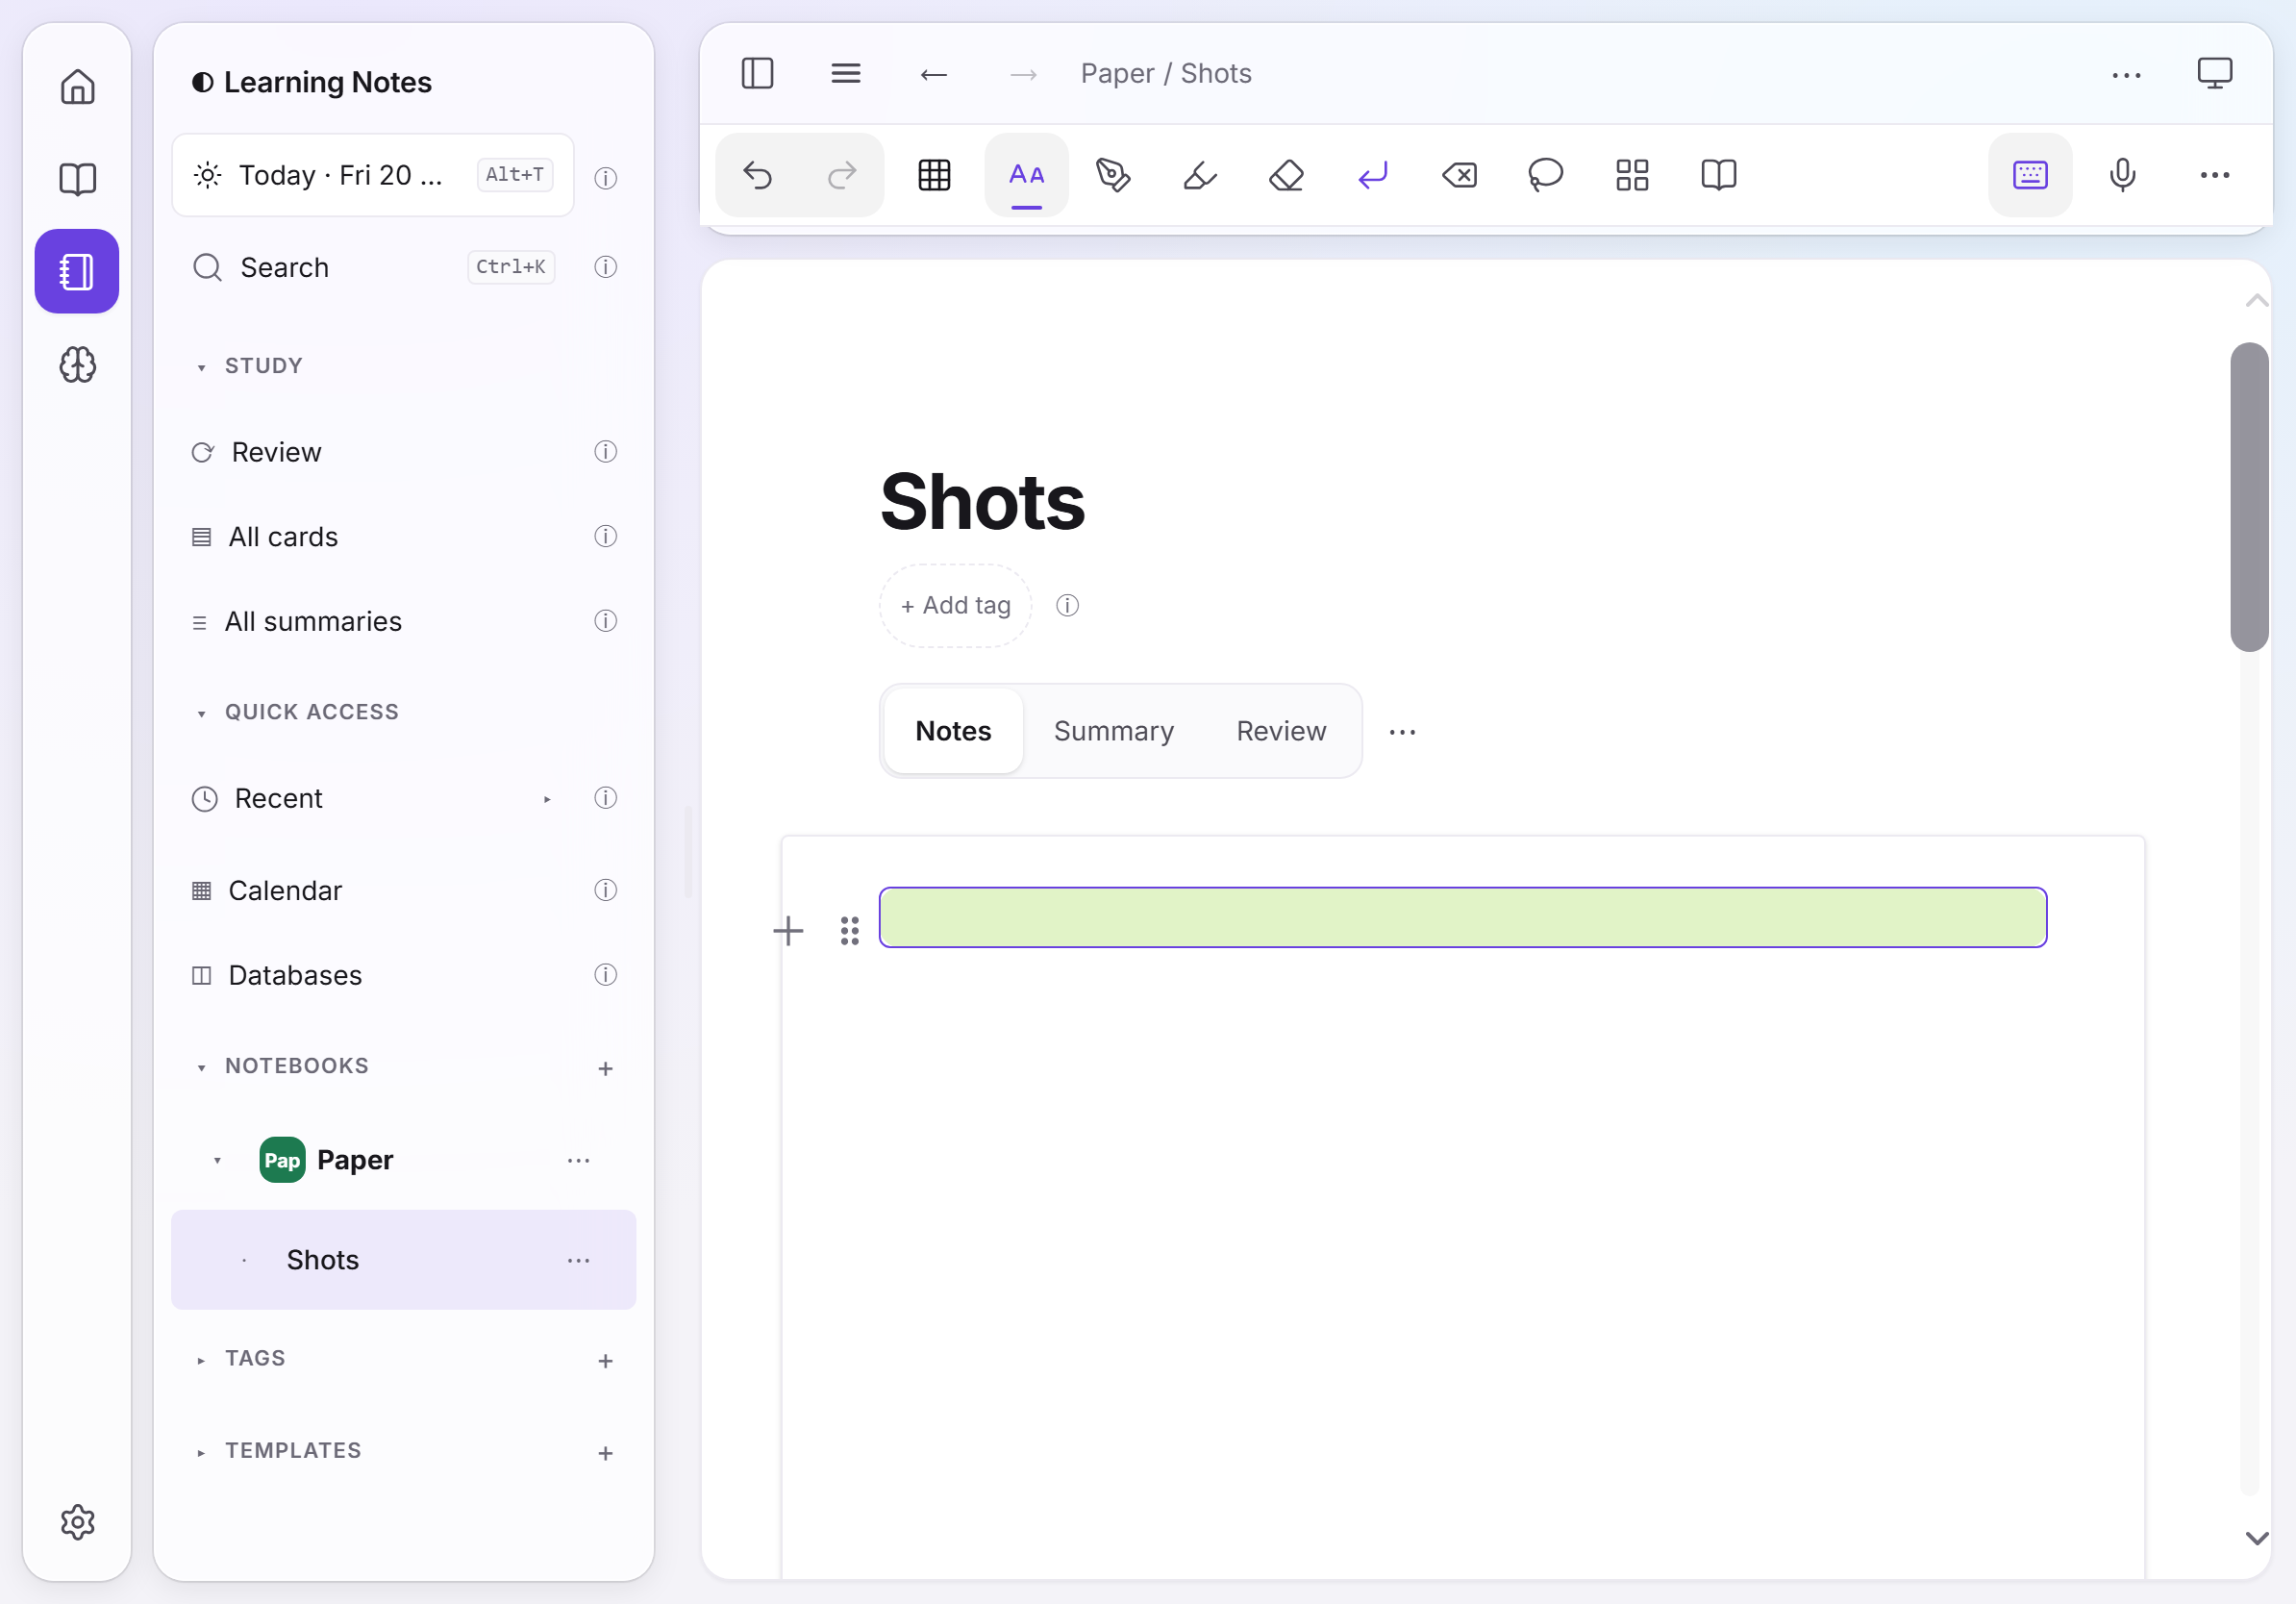 Learning Notes
Today · Fri 20 ... Alt+T
Search Ctrl+K
STUDY
Review
All cards
All summaries
QUICK ACCESS
Recent
Calendar
Databases
NOTEBOOKS
Pap Paper
Shots
TAGS
TEMPLATES
Paper / Shots
Shots
+ Add tag
Notes Summary Review